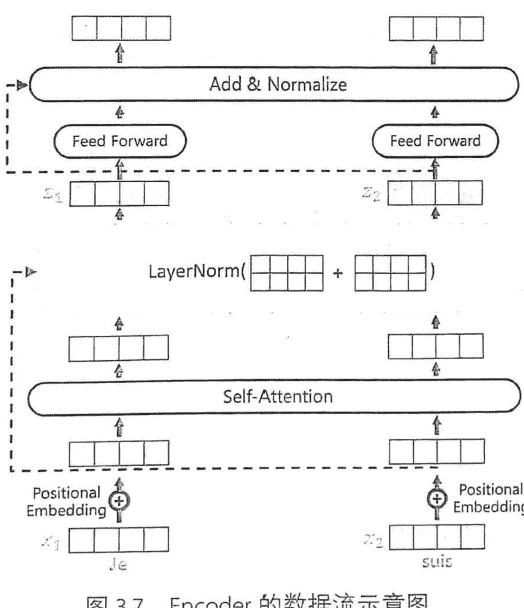 Add & Normalize
Feed Forward
Feed Forward
z₁
z₂
LayerNorm( + )
Self-Attention
Positional
Embedding
Positional
Embedding
x₁
x₂
Je
suis
图 3.7 Encoder 的数据流示意图